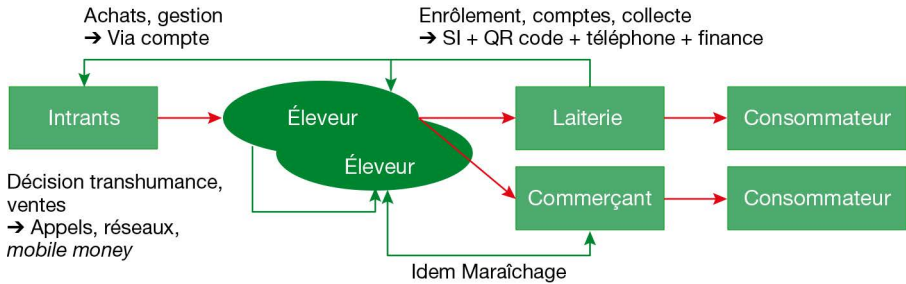 Achats, gestion
➔ Via compte
Enrôlement, comptes, collecte
➔ SI + QR code + téléphone + finance
Intrants
Éleveur
Laiterie
Consommateur
Éleveur
Décision transhumance,
ventes
➔ Appels, réseaux,
mobile money
Commerçant
Consommateur
Idem Maraîchage